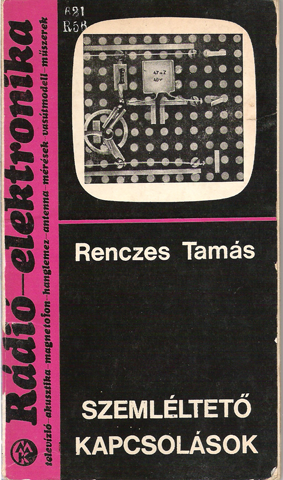 621
R58
Rádió–elektronika
televízió–akusztika–magnetofon–hanglemez–antenna–mérések–vasútmodell–műszerek
Renczes Tamás
SZEMLÉLTETŐ
KAPCSOLÁSOK